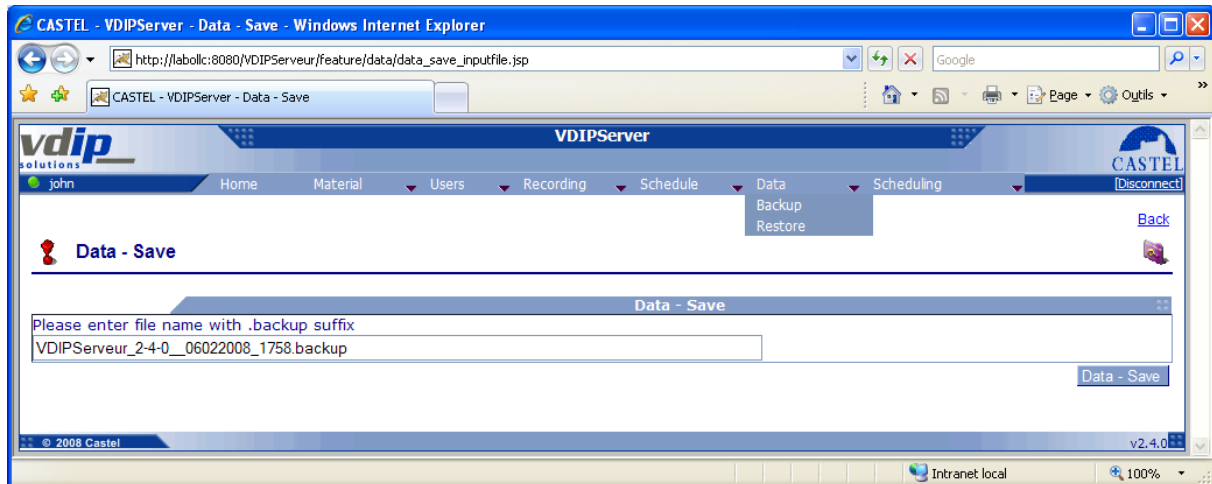 CASTEL - VDIPServer - Data - Save - Windows Internet Explorer
http://labollc:8080/VDIPServeur/feature/data/data_save_inputfile.jsp
Google
CASTEL - VDIPServer - Data - Save
Page
Outils
»
vdip
solutions
VDIPServer
CASTEL
john
Home
Material
Users
Recording
Schedule
Data
Scheduling
[Disconnect]
Backup
Restore
Back
Data - Save
Data - Save
Please enter file name with .backup suffix
VDIPServeur_2-4-0__06022008_1758.backup
Data - Save
© 2008 Castel
v2.4.0
Intranet local
100%